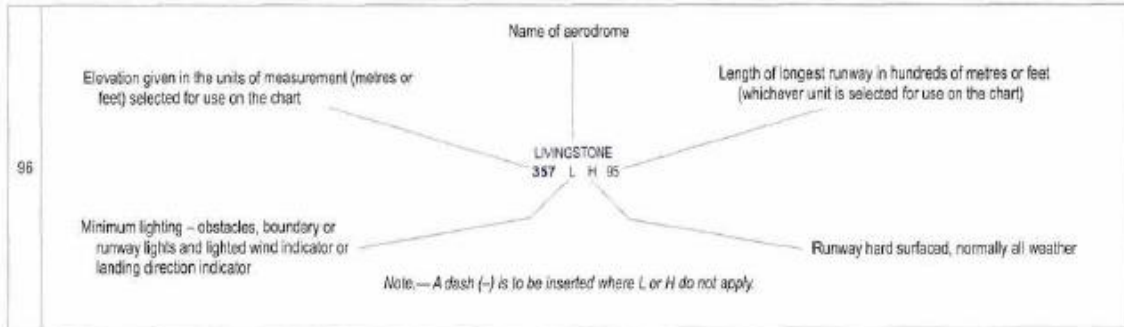 Name of aerodrome
Elevation given in the units of measurement (metres or
feet) selected for use on the chart
Length of longest runway in hundreds of metres or feet
(whichever unit is selected for use on the chart)
96
LIVINGSTONE
357 L H 95
Minimum lighting – obstacles, boundary or
runway lights and lighted wind indicator or
landing direction indicator
Runway hard surfaced, normally all weather
Note.— A dash (–) is to be inserted where L or H do not apply.